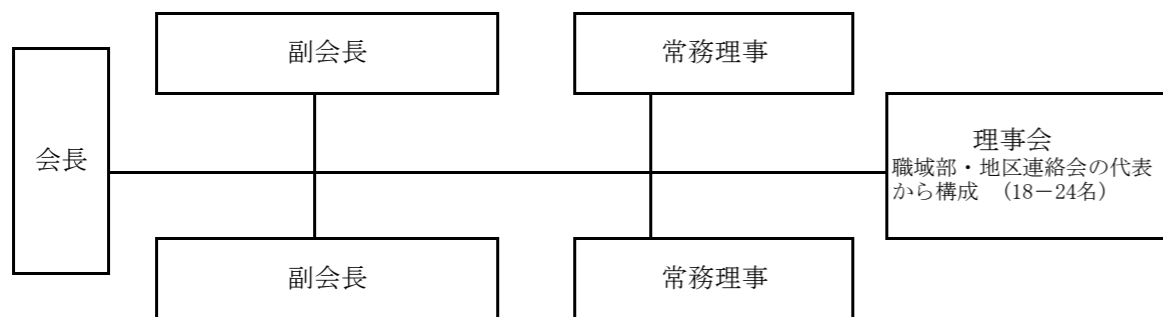 副会長
常務理事
会長
理事会
職域部・地区連絡会の代表
から構成　（18－24名）
副会長
常務理事